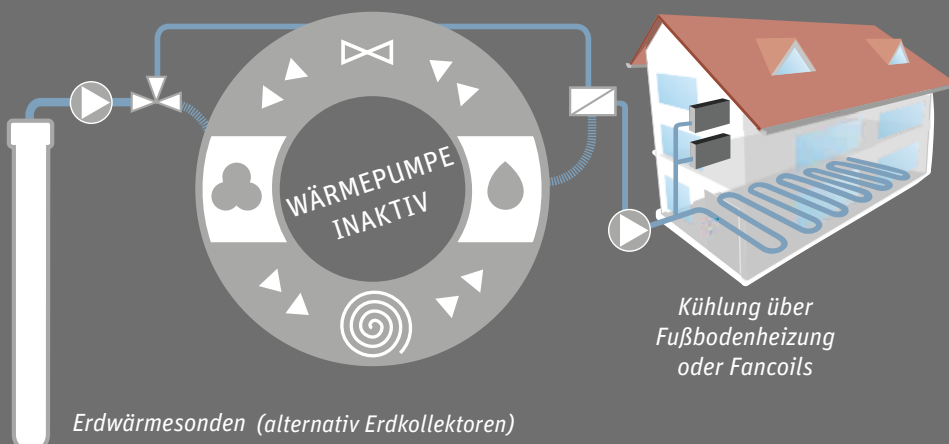 WÄRMEPUMPE
INAKTIV
Kühlung über
Fußbodenheizung
oder Fancoils
Erdwärmesonden (alternativ Erdkollektoren)